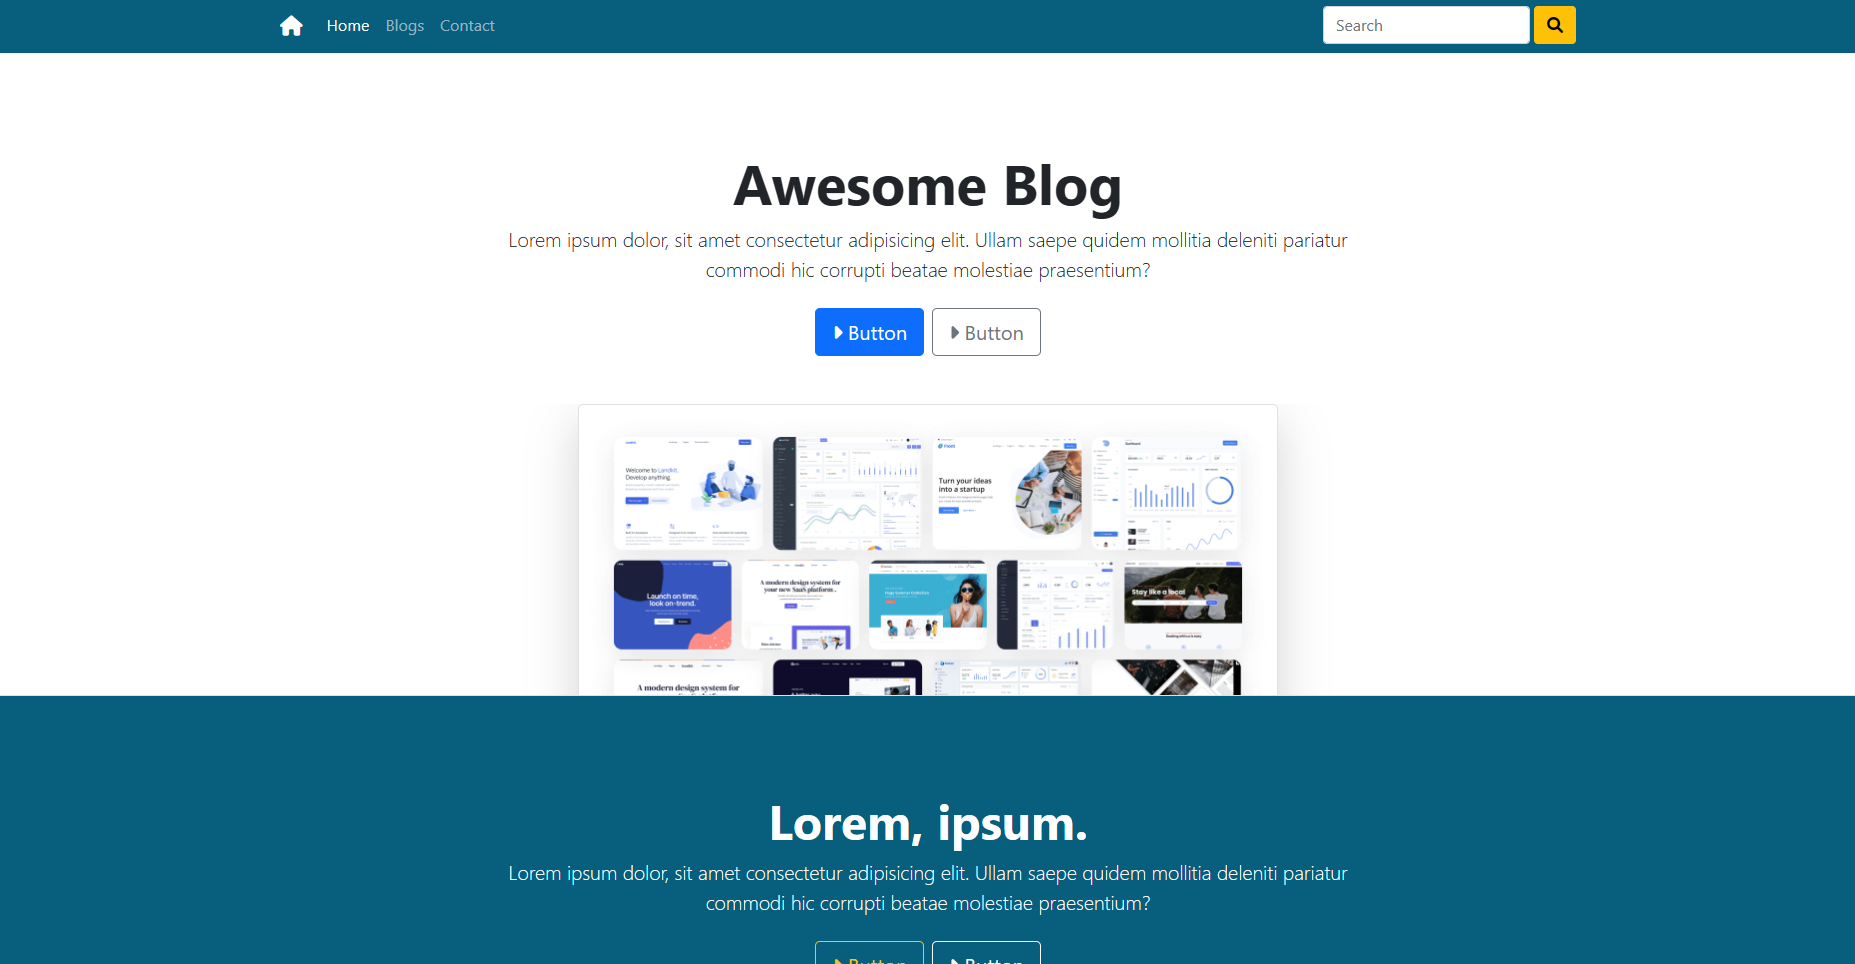 Home Blogs Contact Search
Awesome Blog
Lorem ipsum dolor, sit amet consectetur adipisicing elit. Ullam saepe quidem mollitia deleniti pariatur
commodi hic corrupti beatae molestiae praesentium?
Button Button
Welcome to Landkit.
Develop anything.
Turn your ideas
into a startup
Launch on time,
look on-trend.
A modern design system for
your new SaaS platform .
Stay like a local
A modern design system for
Lorem, ipsum.
Lorem ipsum dolor, sit amet consectetur adipisicing elit. Ullam saepe quidem mollitia deleniti pariatur
commodi hic corrupti beatae molestiae praesentium?
Button Button